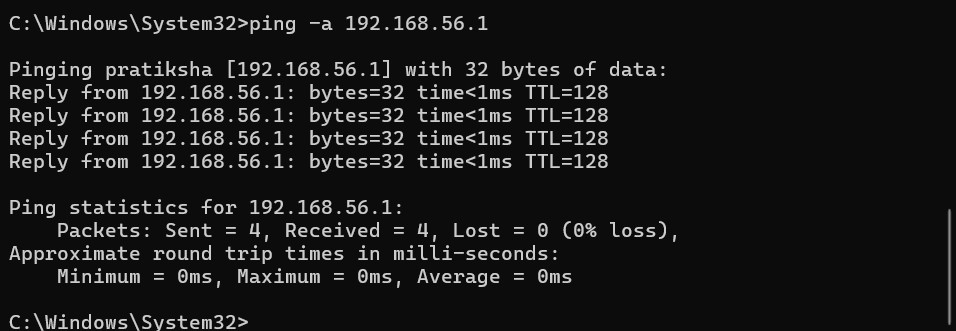 C:\Windows\System32>ping -a 192.168.56.1
Pinging pratiksha [192.168.56.1] with 32 bytes of data:
Reply from 192.168.56.1: bytes=32 time<1ms TTL=128
Reply from 192.168.56.1: bytes=32 time<1ms TTL=128
Reply from 192.168.56.1: bytes=32 time<1ms TTL=128
Reply from 192.168.56.1: bytes=32 time<1ms TTL=128
Ping statistics for 192.168.56.1:
    Packets: Sent = 4, Received = 4, Lost = 0 (0% loss),
Approximate round trip times in milli-seconds:
    Minimum = 0ms, Maximum = 0ms, Average = 0ms
C:\Windows\System32>